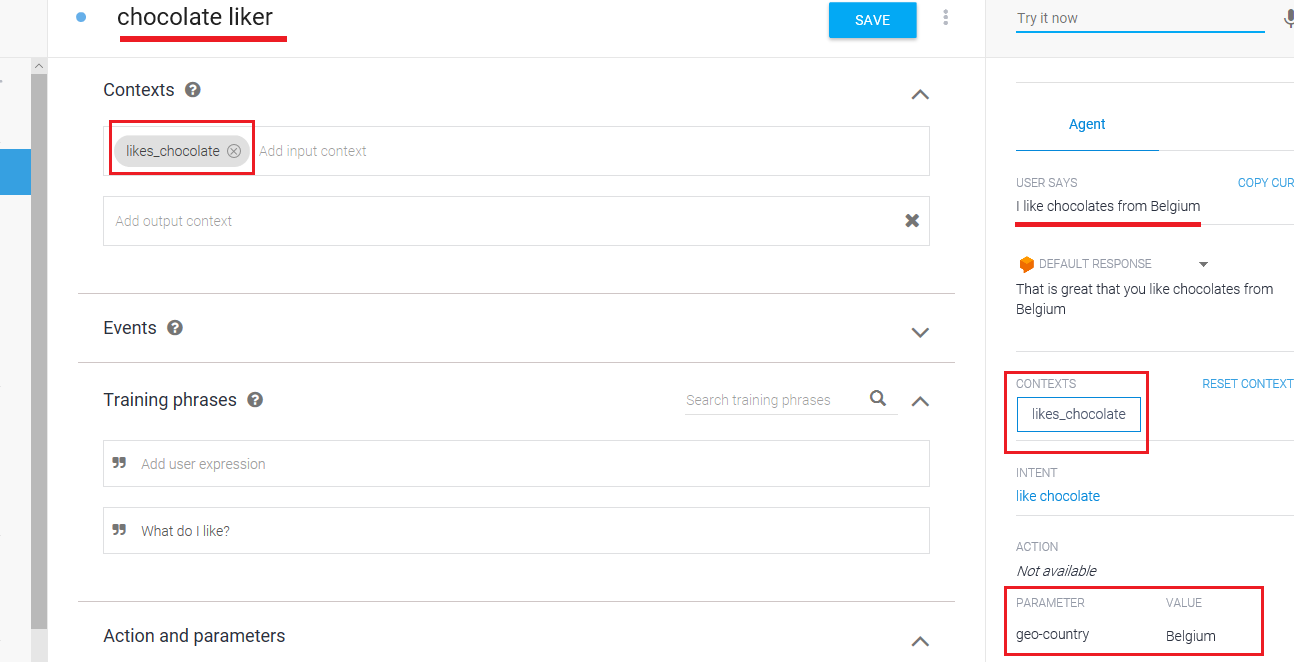 chocolate liker
SAVE
Contexts
likes_chocolate
Add input context
Add output context
Events
Training phrases
Search training phrases
Add user expression
What do I like?
Action and parameters
Try it now
Agent
USER SAYS
COPY CUR
I like chocolates from Belgium
DEFAULT RESPONSE
That is great that you like chocolates from
Belgium
CONTEXTS
RESET CONTEXT
likes_chocolate
INTENT
like chocolate
ACTION
Not available
PARAMETER
VALUE
geo-country
Belgium